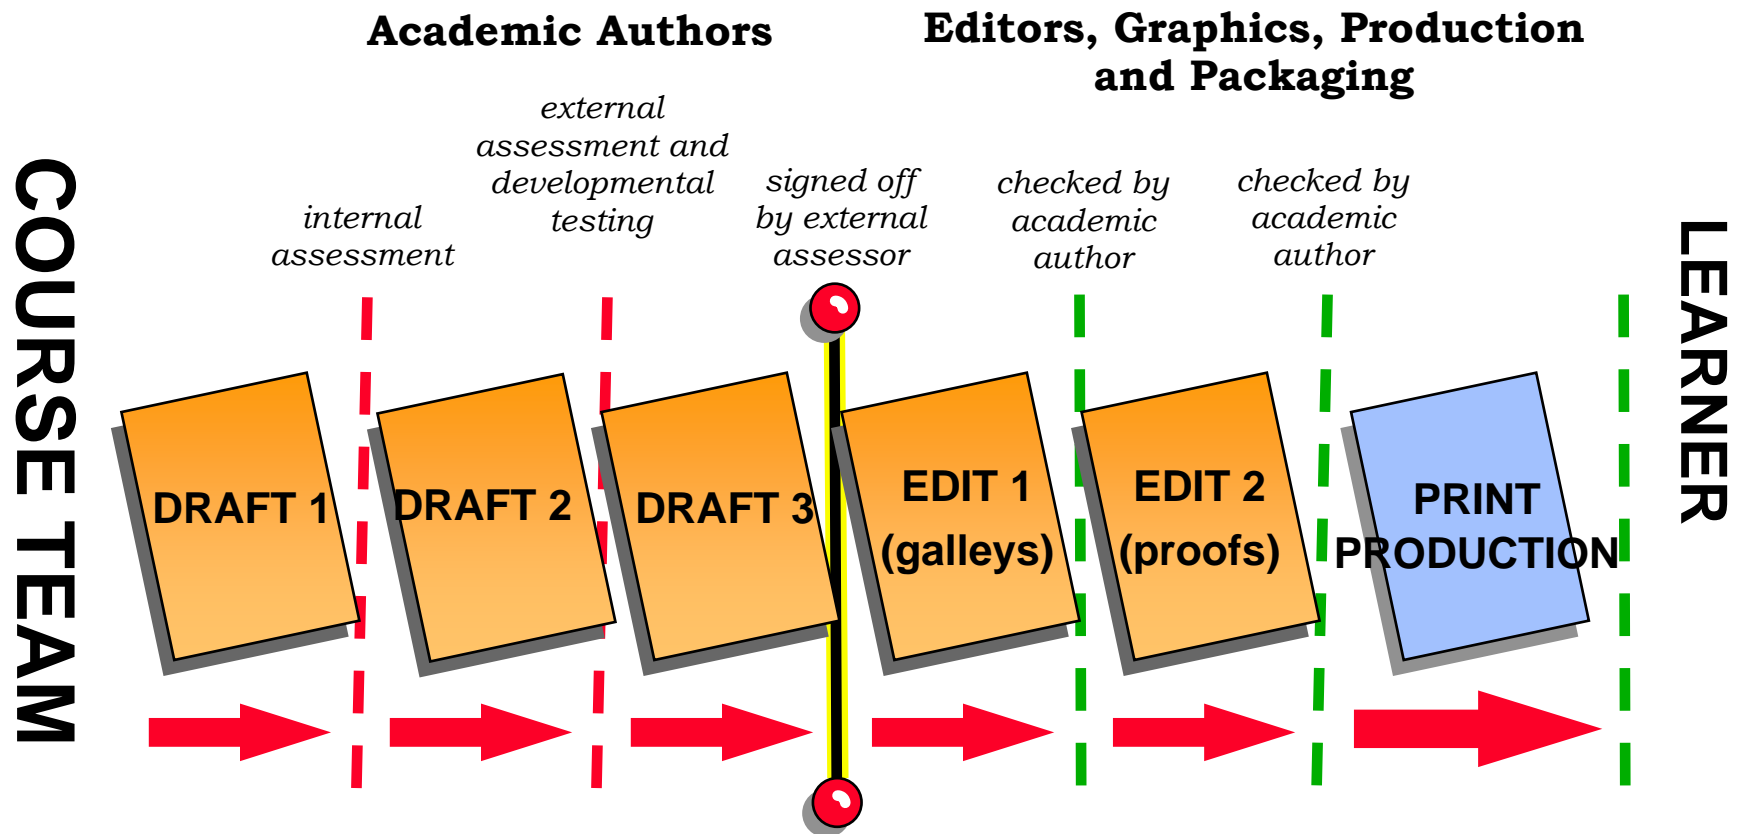 Academic Authors
Editors, Graphics, Production
and Packaging
external
assessment and
developmental
testing
internal
assessment
signed off
by external
assessor
checked by
academic
author
checked by
academic
author
COURSE TEAM
DRAFT 1
DRAFT 2
DRAFT 3
EDIT 1
(galleys)
EDIT 2
(proofs)
PRINT
PRODUCTION
LEARNER